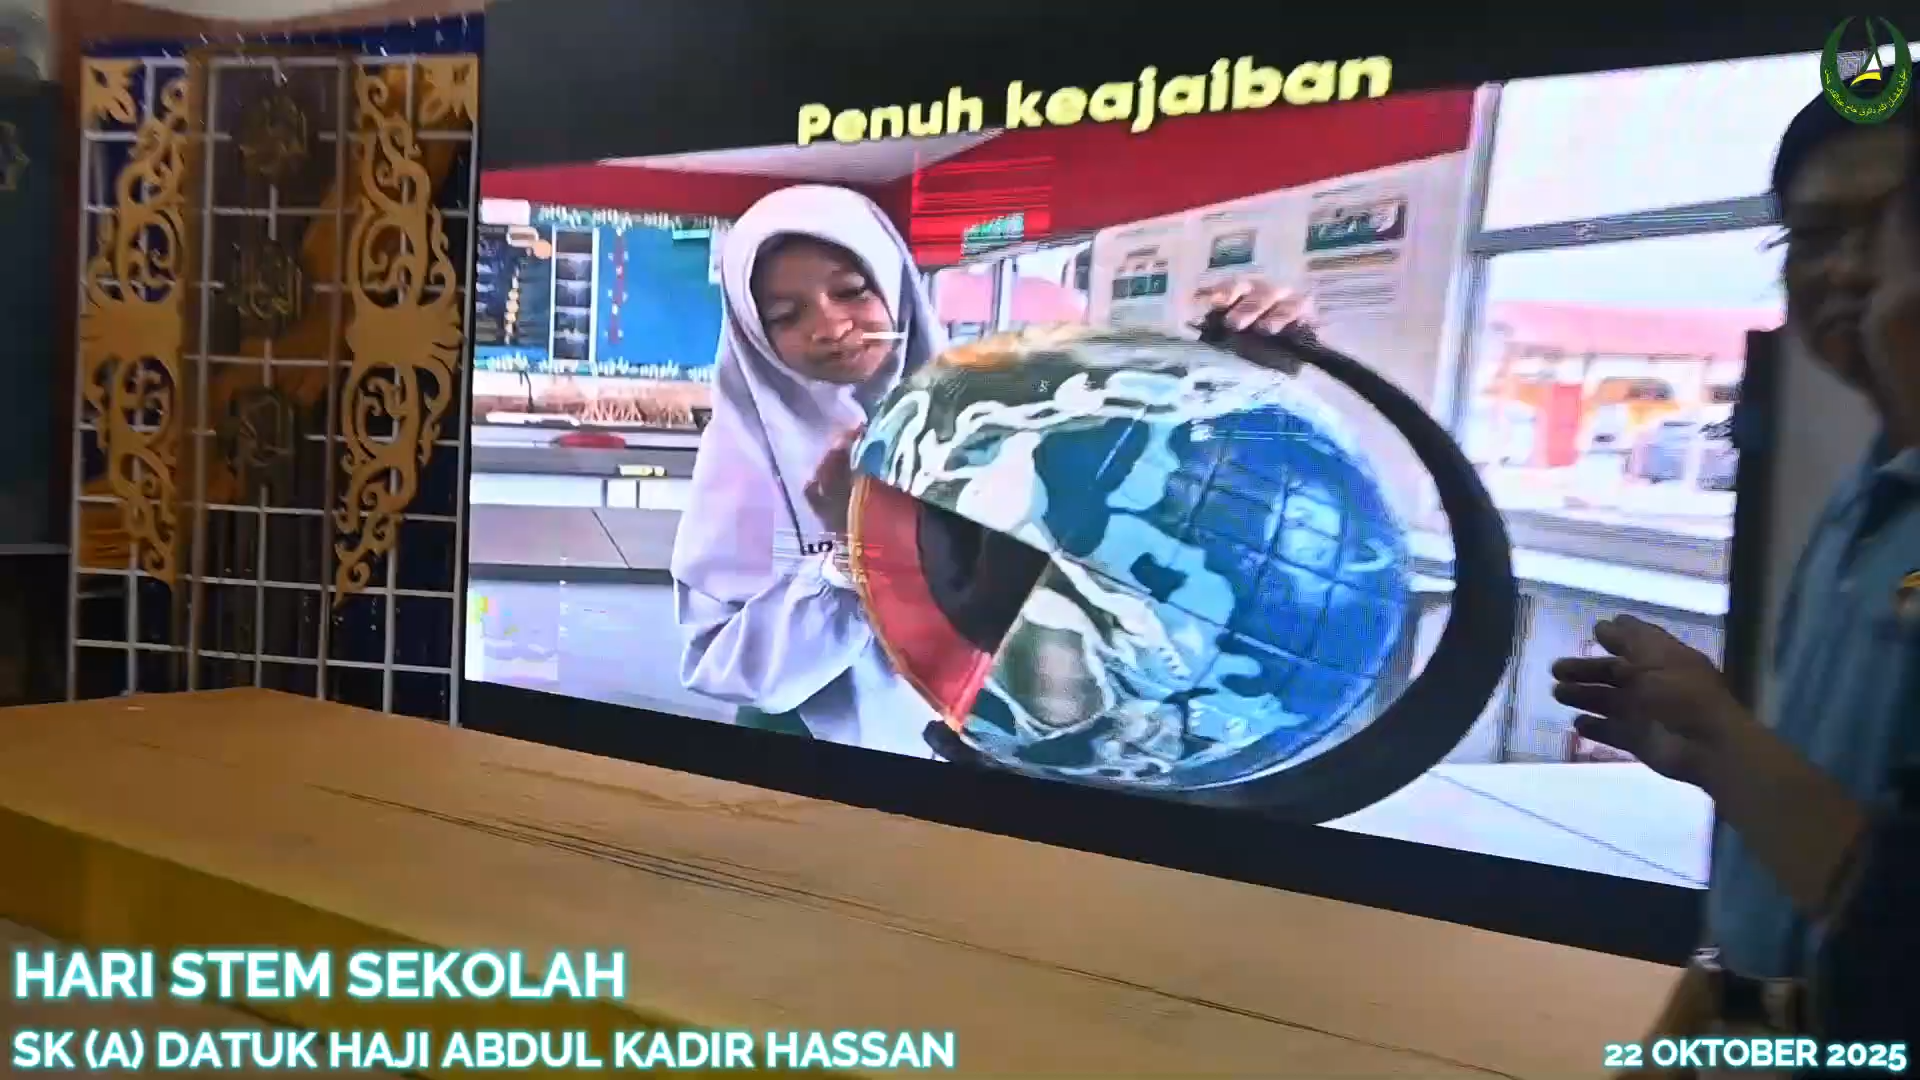 Penuh keajaiban
HARI STEM SEKOLAH
SK (A) DATUK HAJI ABDUL KADIR HASSAN
22 OKTOBER 2025